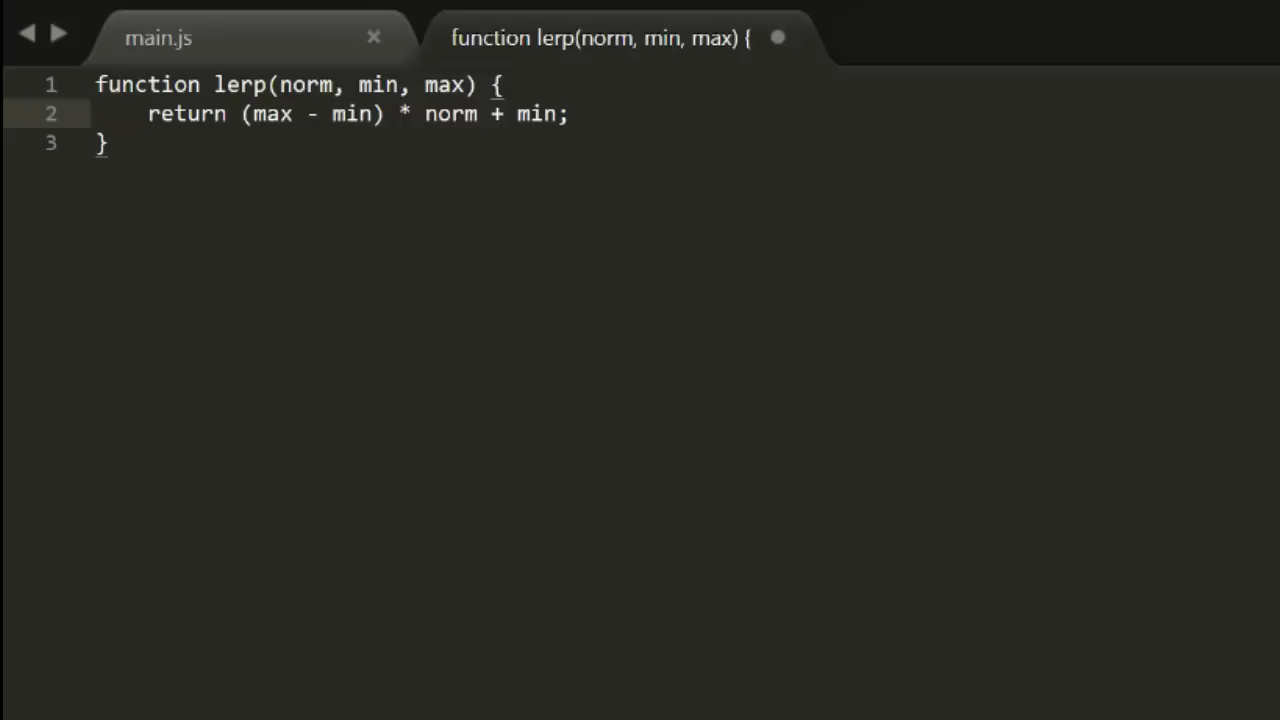 main.js
function lerp(norm, min, max) {
1 function lerp(norm, min, max) {
2     return (max - min) * norm + min;
3 }